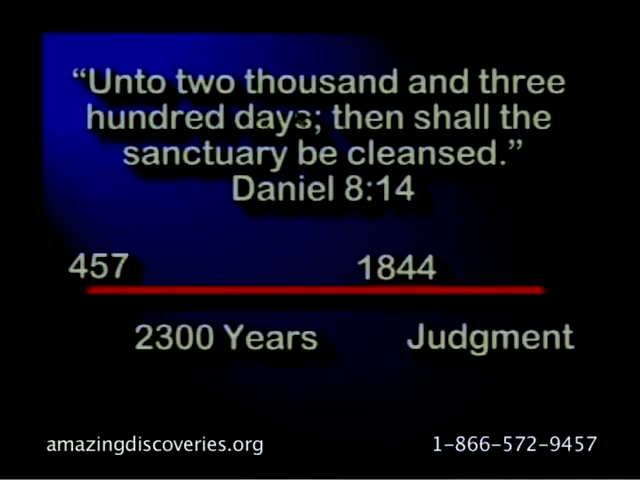 “Unto two thousand and three
hundred days; then shall the
sanctuary be cleansed.”
Daniel 8:14
457 1844
2300 Years Judgment
amazingdiscoveries.org 1-866-572-9457